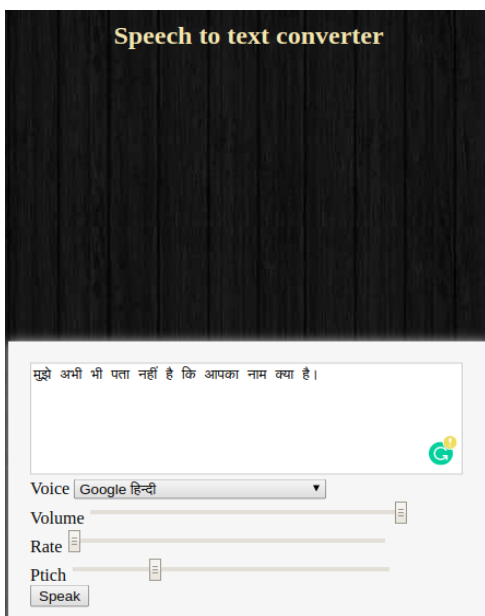 Speech to text converter
मुझे अभी भी पता नहीं है कि आपका नाम क्या है।
Voice Google हिन्दी
Volume
Rate
Ptich
Speak